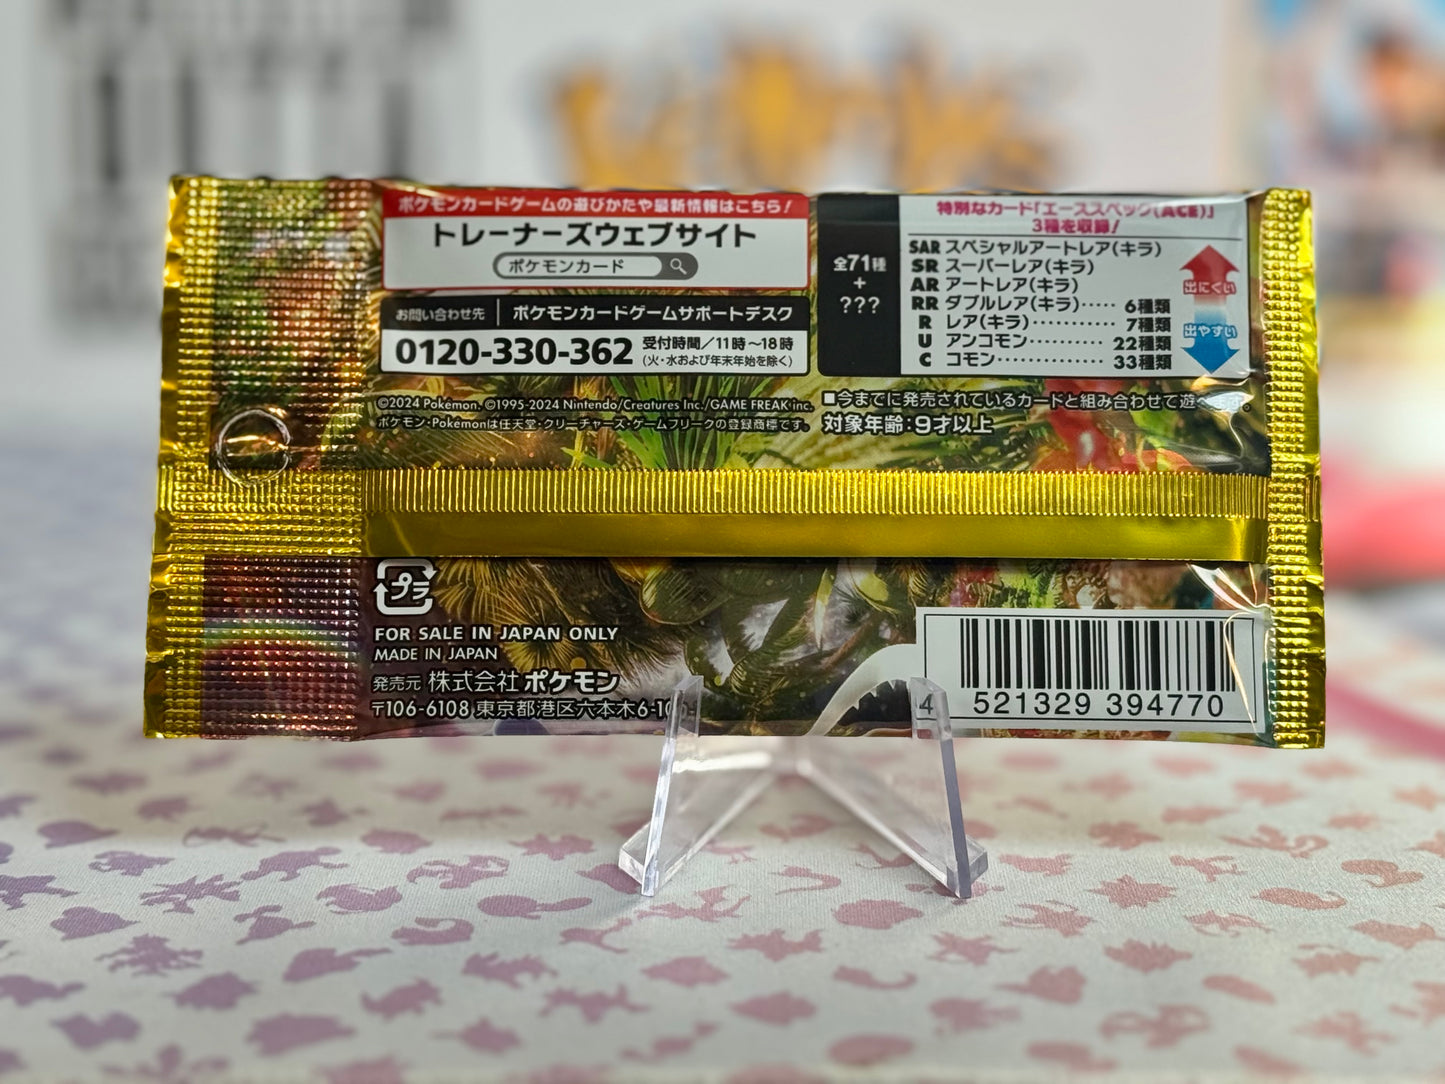 ポケモンカードゲームの遊びかたや最新情報はこちら!
トレーナーズウェブサイト
ポケモンカード
お問い合わせ先 ポケモンカードゲームサポートデスク
0120-330-362 受付時間/11時~18時
(火・水および年末年始を除く)
©2024 Pokémon. ©1995-2024 Nintendo/Creatures Inc./GAME FREAK inc.
ポケモン・Pokémonは任天堂・クリーチャーズ・ゲームフリークの登録商標です。
全71種
+
???
特別なカード「エーススペック(ACE)」
3種を収録!
SAR スペシャルアートレア(キラ)
SR スーパーレア(キラ)
AR アートレア(キラ)
RR ダブルレア(キラ)····· 6種類
R レア(キラ)············ 7種類
U アンコモン············· 22種類
C コモン·················· 33種類
出にくい
出やすい
■今までに発売されているカードと組み合わせて遊べます。
対象年齢:9才以上
プラ
FOR SALE IN JAPAN ONLY
MADE IN JAPAN
発売元 株式会社 ポケモン
〒106-6108 東京都港区六本木6-10
4 521329 394770